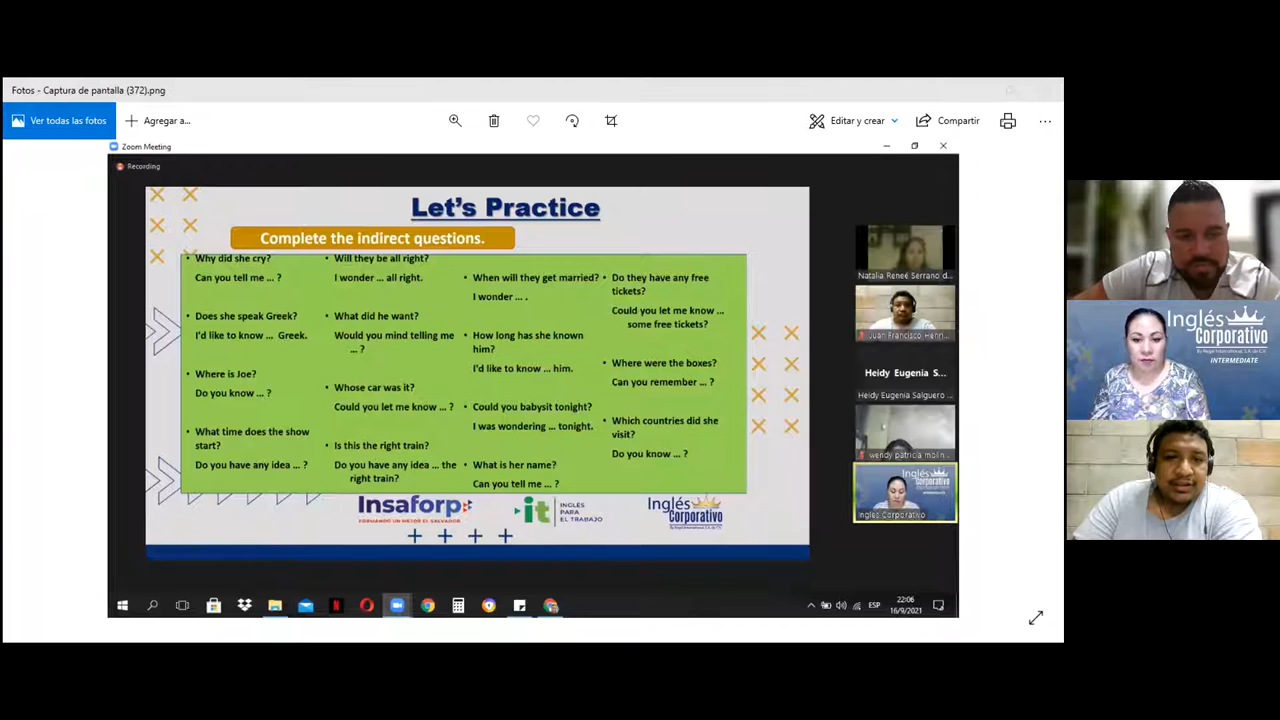 Fotos - Captura de pantalla (372).png
Ver todas las fotos
Agregar a...
Editar y crear
Compartir
Zoom Meeting
Recording
Let's Practice
Complete the indirect questions.
Why did she cry?
Can you tell me ... ?
Does she speak Greek?
I'd like to know ... Greek.
Where is Joe?
Do you know ... ?
What time does the show
start?
Do you have any idea ... ?
Will they be all right?
I wonder ... all right.
What did he want?
Would you mind telling me
... ?
Whose car was it?
Could you let me know ... ?
Is this the right train?
Do you have any idea ... the
right train?
When will they get married?
I wonder ... .
How long has she known
him?
I'd like to know ... him.
Could you babysit tonight?
I was wondering ... tonight.
What is her name?
Can you tell me ... ?
Do they have any free
tickets?
Could you let me know ...
some free tickets?
Where were the boxes?
Can you remember ... ?
Which countries did she
visit?
Do you know ... ?
Insaforp
FORMANDO UN MEJOR EL SALVADOR
it
INGLÉS
PARA
EL TRABAJO
Inglés
Corporativo
Natalia Reneé Serrano d...
Juan Francisco Henri...
Heidy Eugenia S...
Heidy Eugenia Salguero ...
wendy patricia molin...
Inglés
Corporativo
Inglés Corporativo
ESP
22:06
16/9/2021
Inglés
Corporativo
By Regal International, S.A. de C.V.
INTERMEDIATE